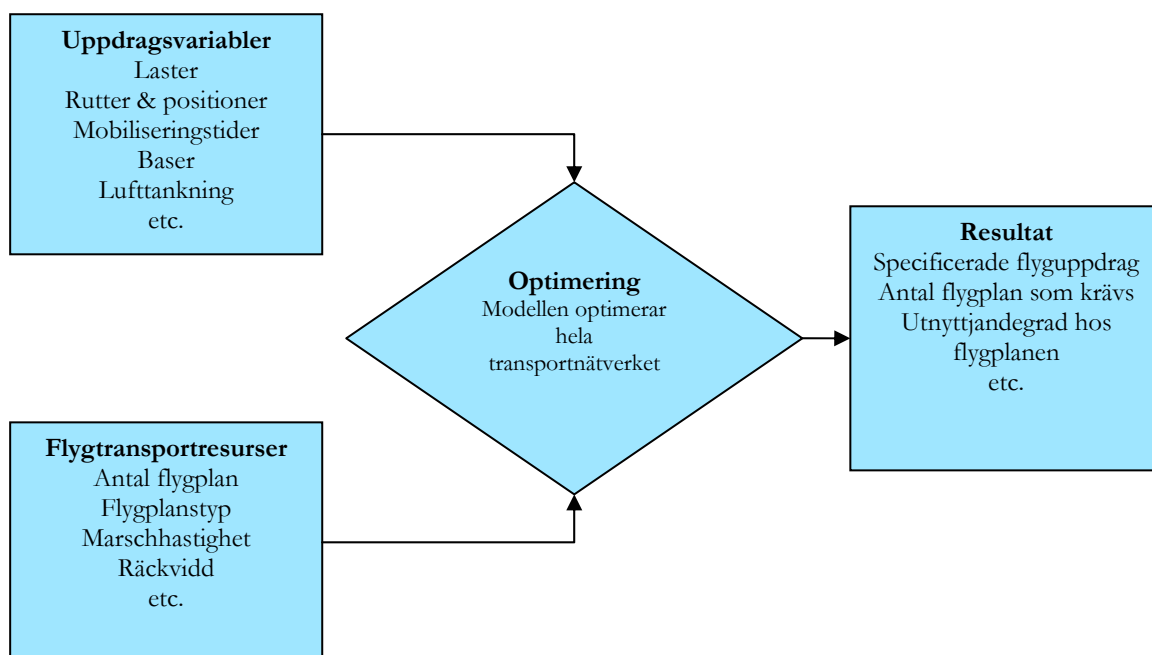 Uppdragsvariabler
Laster
Rutter & positioner
Mobiliseringstider
Baser
Lufttankning
etc.
Flygtransportresurser
Antal flygplan
Flygplanstyp
Marschhastighet
Räckvidd
etc.
Optimering
Modellen optimerar
hela
transportnätverket
Resultat
Specificerade flyguppdrag
Antal flygplan som krävs
Utnyttjandegrad hos
flygplanen
etc.